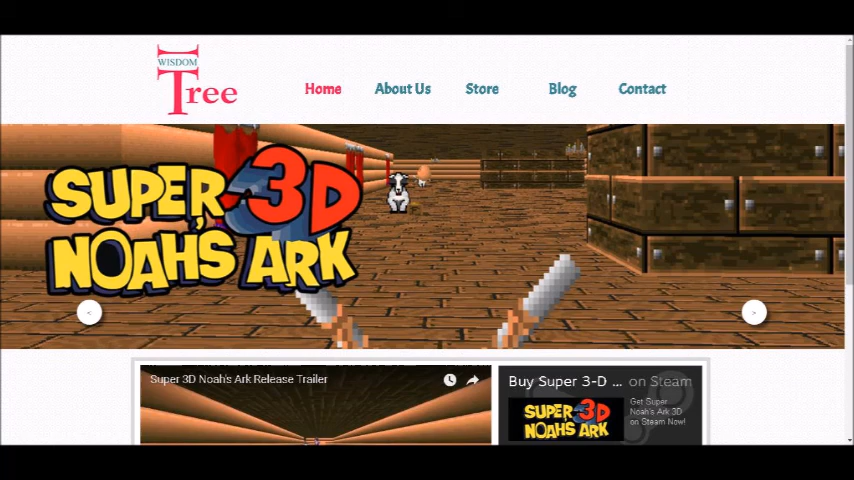 WISDOM
Tree
Home
About Us
Store
Blog
Contact
SUPER 3D
NOAH'S ARK
<
>
Super 3D Noah's Ark Release Trailer
Buy Super 3-D ... on Steam
SUPER 3D
NOAHS ARK
Get Super
Noah's Ark 3D
on Steam Now!